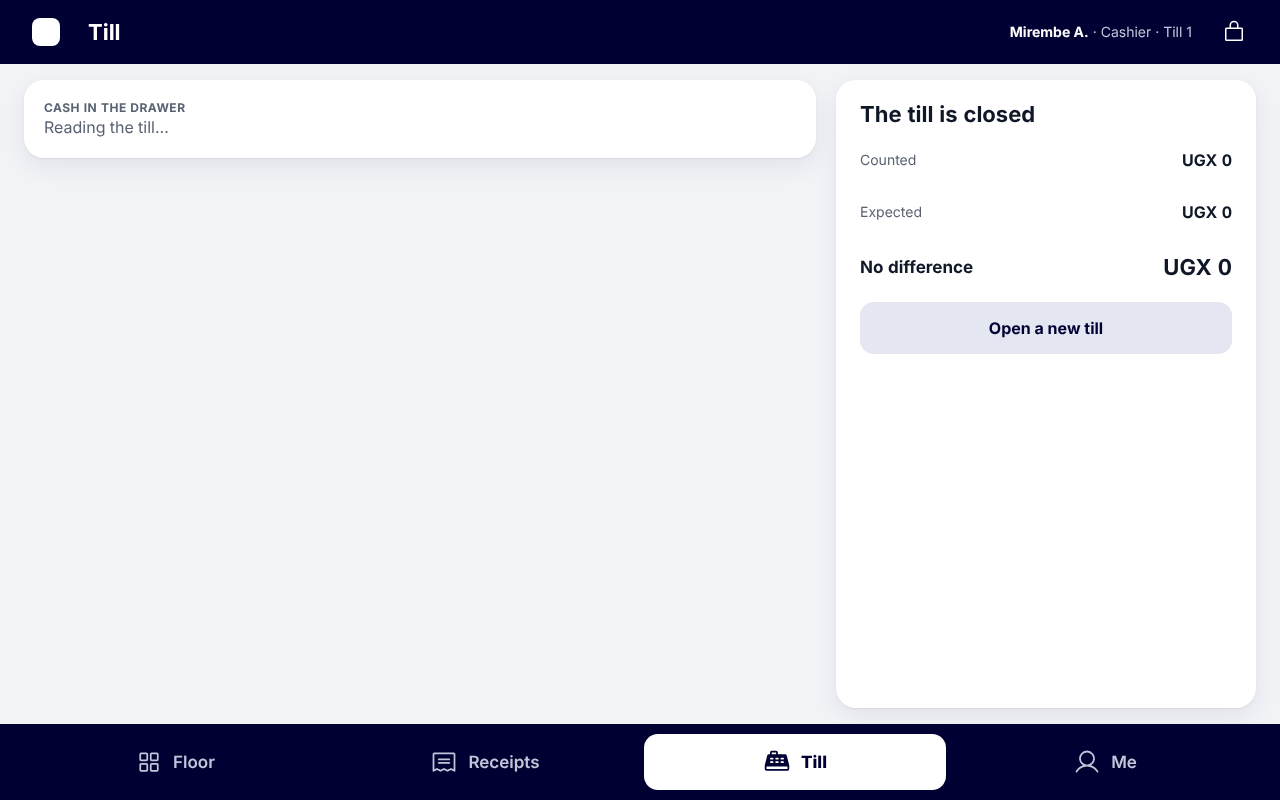 Till
Mirembe A. · Cashier · Till 1
CASH IN THE DRAWER
Reading the till...
The till is closed
Counted UGX 0
Expected UGX 0
No difference UGX 0
Open a new till
Floor
Receipts
Till
Me